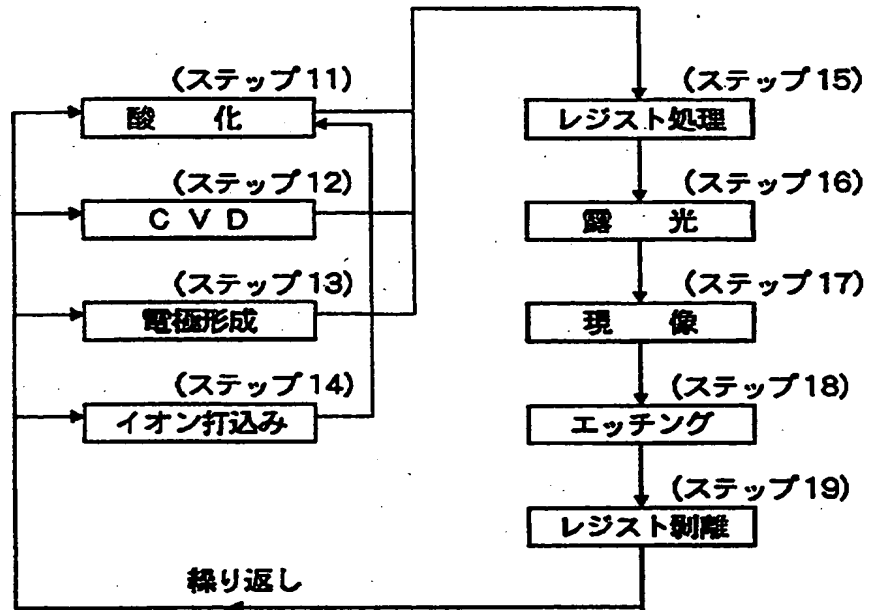 (ステップ11)
酸 化
(ステップ12)
C V D
(ステップ13)
電極形成
(ステップ14)
イオン打込み
(ステップ15)
レジスト処理
(ステップ16)
露 光
(ステップ17)
現 像
(ステップ18)
エッチング
(ステップ19)
レジスト剥離
繰り返し